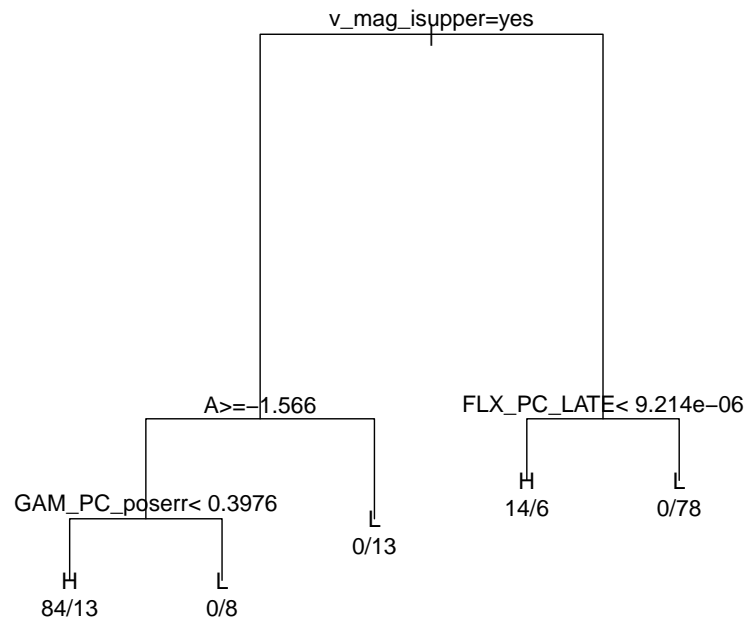 v_mag_isupper=yes
A>=−1.566
FLX_PC_LATE< 9.214e−06
GAM_PC_poserr< 0.3976
H
14/6
L
0/78
L
0/13
H
84/13
L
0/8